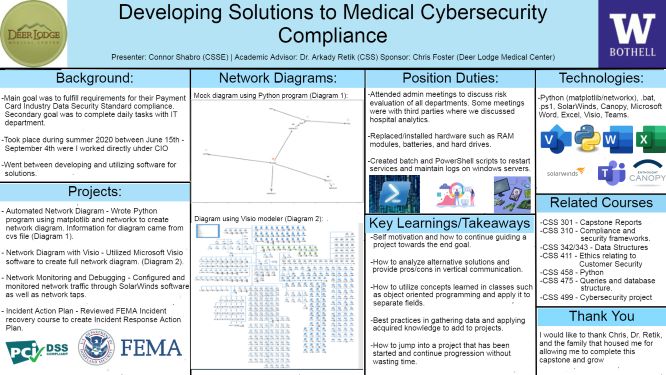 DEER LODGE
MEDICAL CENTER
Developing Solutions to Medical Cybersecurity
Compliance
Presenter: Connor Shabro (CSSE) | Academic Advisor: Dr. Arkady Retik (CSS) Sponsor: Chris Foster (Deer Lodge Medical Center)
W
BOTHELL
Background:
-Main goal was to fulfill requirements for their Payment
Card Industry Data Security Standard compliance.
Secondary goal was to complete daily tasks with IT
department.
-Took place during summer 2020 between June 15th -
September 4th were I worked directly under CIO
-Went between developing and utilizing software for
solutions.
Projects:
- Automated Network Diagram - Wrote Python
program using matplotlib and networkx to create
network diagram. Information for diagram came from
cvs file (Diagram 1).
- Network Diagram with Visio - Utilized Microsoft Visio
software to create full network diagram. (Diagram 2).
- Network Monitoring and Debugging - Configured and
monitored network traffic through SolarWinds software
as well as network taps.
- Incident Action Plan - Reviewed FEMA Incident
recovery course to create Incident Response Action
Plan.
PCI DSS
COMPLIANT
FEMA
Network Diagrams:
Mock diagram using Python program (Diagram 1):
Diagram using Visio modeler (Diagram 2):
Position Duties:
-Attended admin meetings to discuss risk
evaluation of all departments. Some meetings
were with third parties where we discussed
hospital analytics.
-Replaced/installed hardware such as RAM
modules, batteries, and hard drives.
-Created batch and PowerShell scripts to restart
services and maintain logs on windows servers.
Key Learnings/Takeaways
-Self motivation and how to continue guiding a
project towards the end goal.
-How to analyze alternative solutions and
provide pros/cons in vertical communication.
-How to utilize concepts learned in classes such
as object oriented programming and apply it to
separate fields.
-Best practices in gathering data and applying
acquired knowledge to add to projects.
-How to jump into a project that has been
started and continue progression without
wasting time.
Technologies:
-Python (matplotlib/networkx), .bat,
.ps1, SolarWinds, Canopy, Microsoft
Word, Excel, Visio, Teams.
V
W
X
solarwinds
T
ENTHOUGHT
CANOPY
Related Courses
-CSS 301 - Capstone Reports
-CSS 310 - Compliance and
security frameworks.
-CSS 342/343 - Data Structures
-CSS 411 - Ethics relating to
Customer Security
-CSS 458 - Python
-CSS 475 - Queries and database
structure.
-CSS 499 - Cybersecurity project
Thank You
I would like to thank Chris, Dr. Retik,
and the family that housed me for
allowing me to complete this
capstone and grow